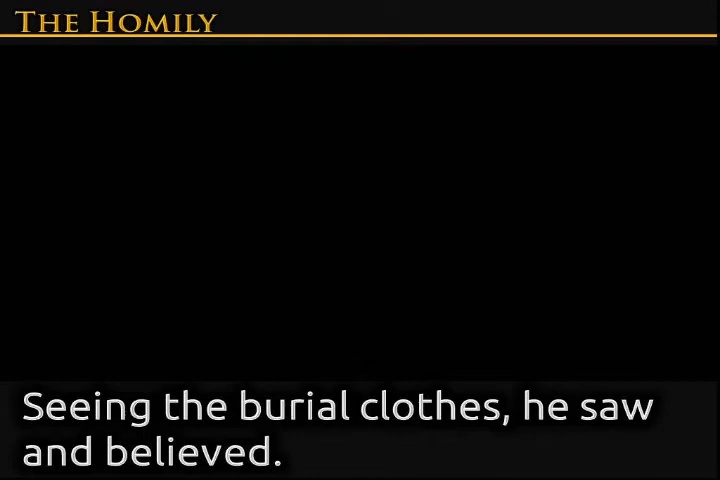 THE HOMILY
Seeing the burial clothes, he saw
and believed.